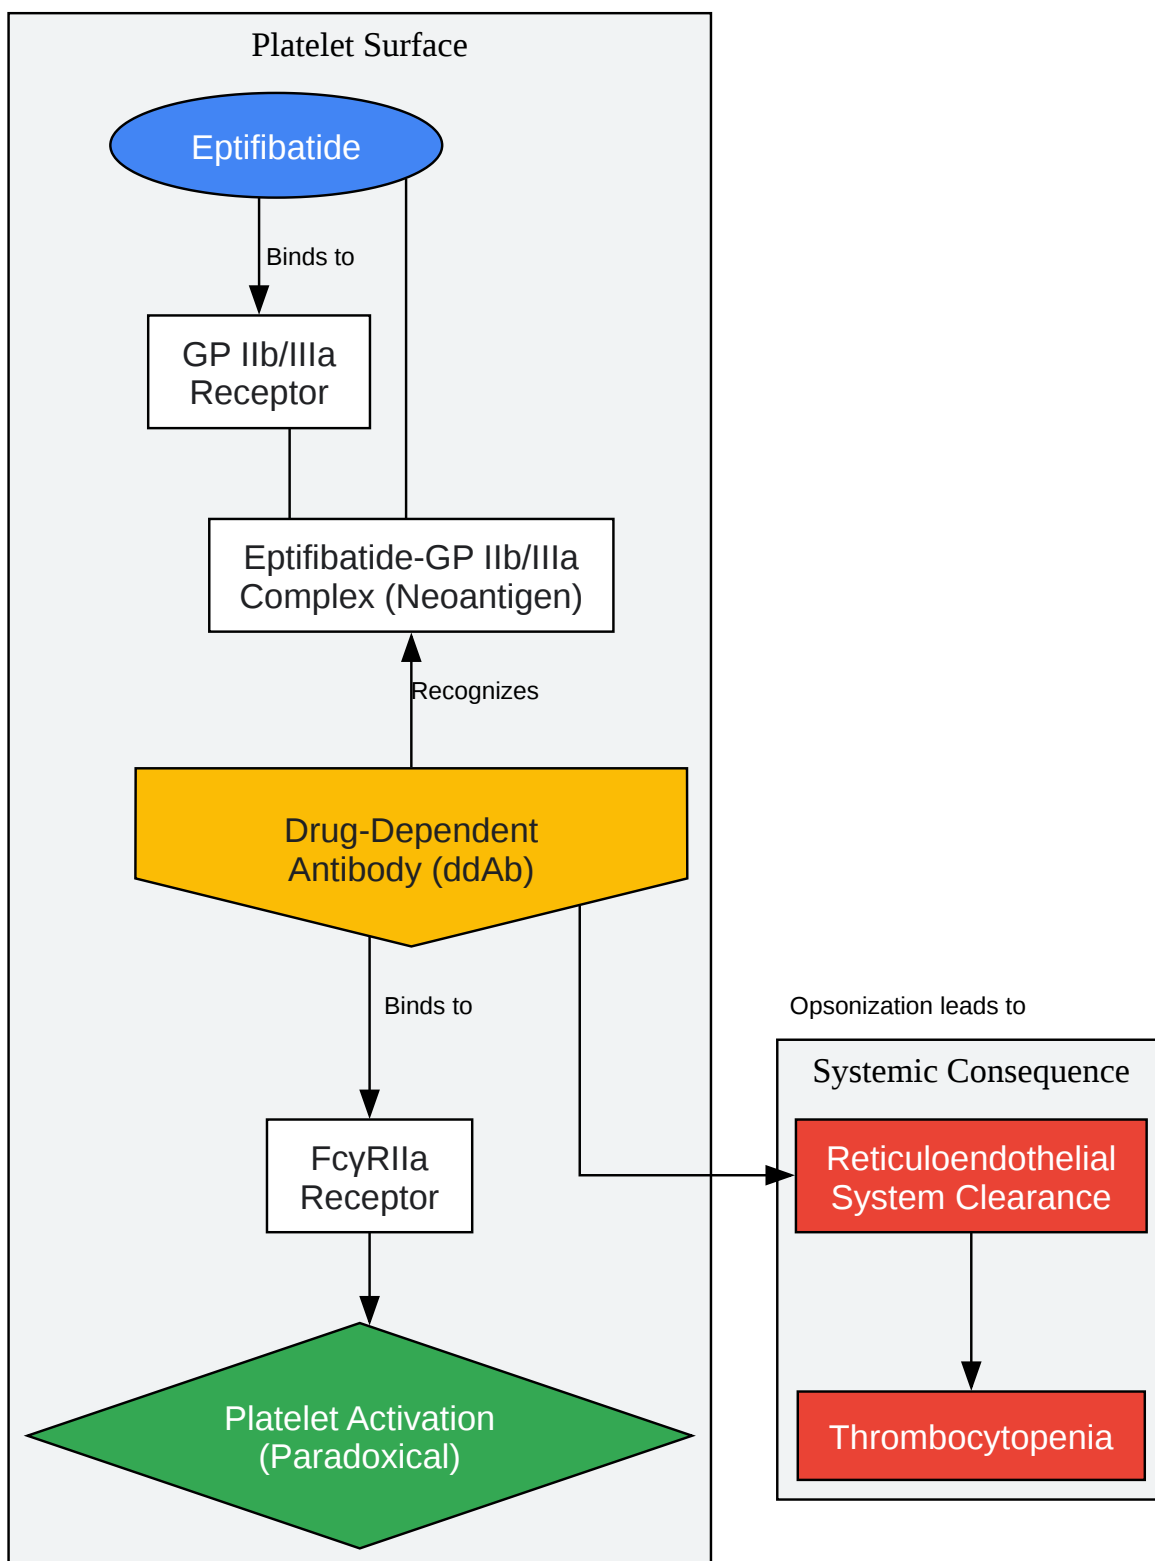 Platelet Surface
Eptifibatide
Binds to
GP IIb/IIIa
Receptor
Eptifibatide-GP IIb/IIIa
Complex (Neoantigen)
Recognizes
Drug-Dependent
Antibody (ddAb)
Binds to
Opsonization leads to
Systemic Consequence
FcγRIIa
Receptor
Reticuloendothelial
System Clearance
Platelet Activation
(Paradoxical)
Thrombocytopenia